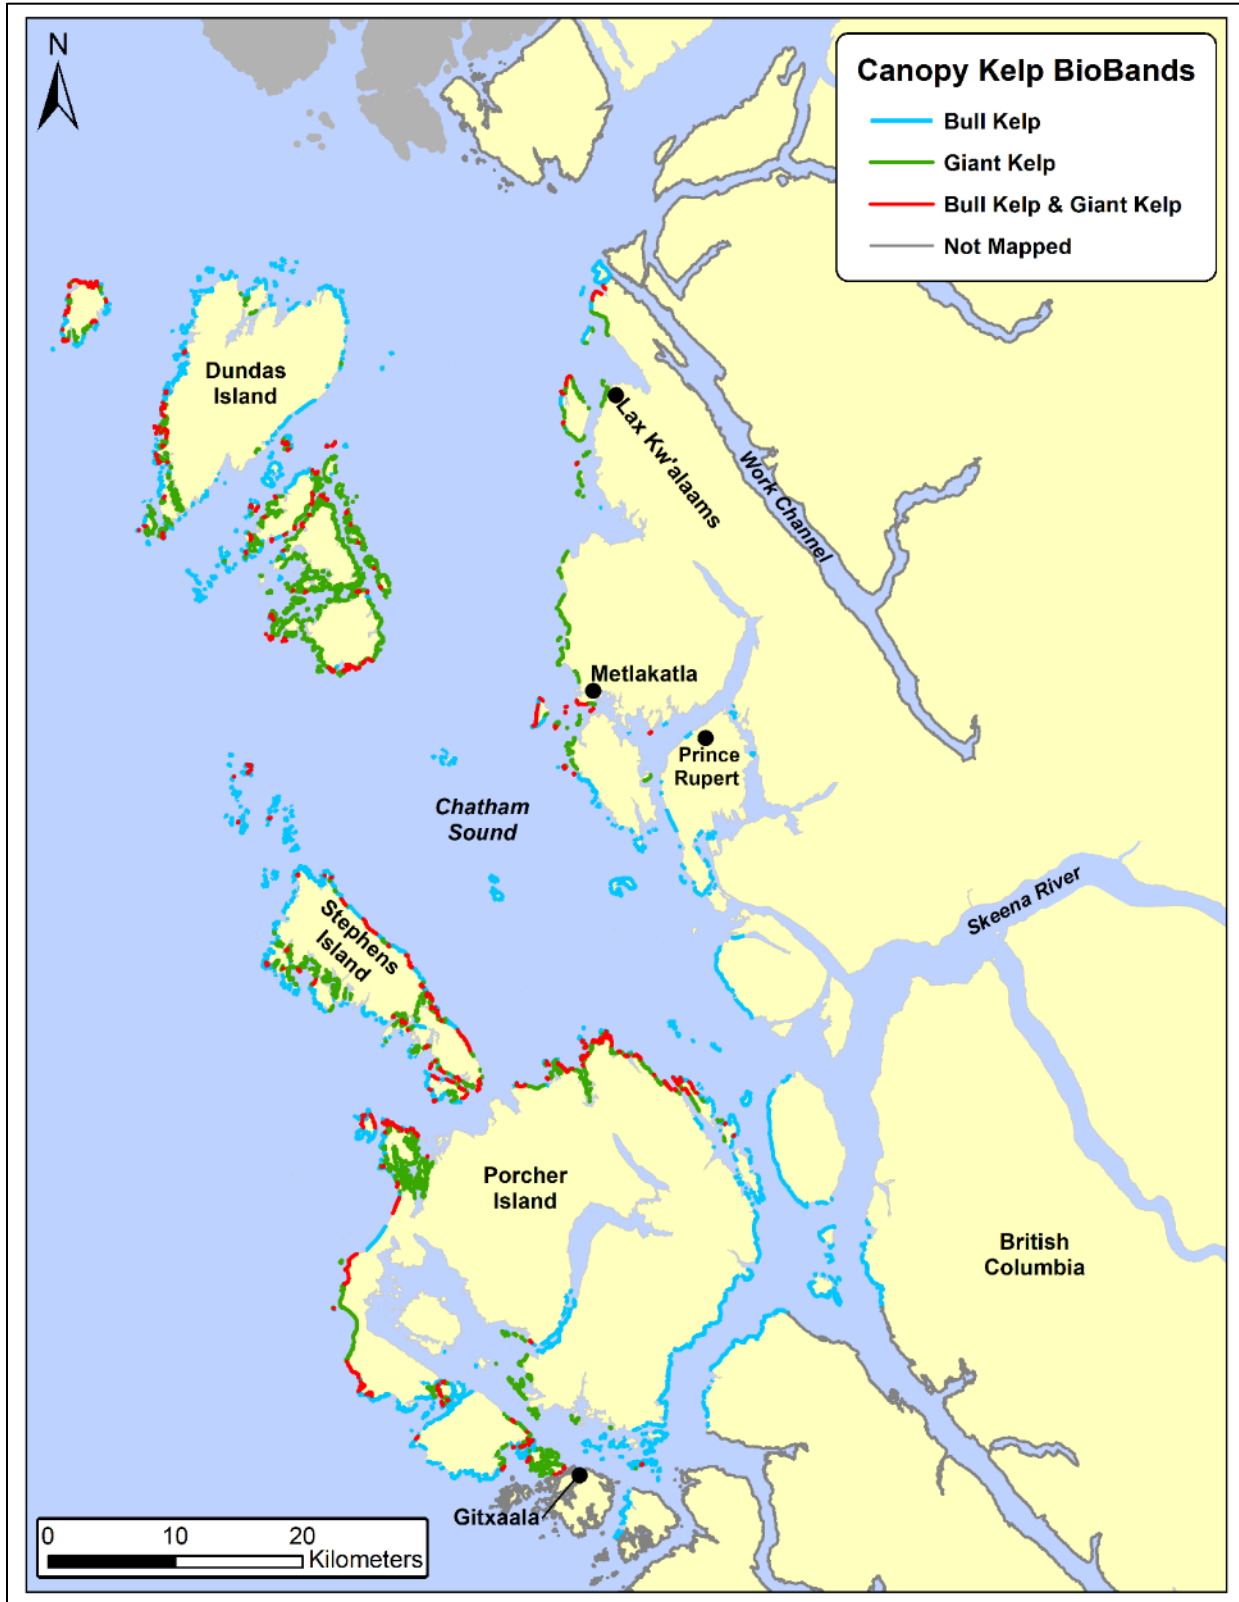 N
Canopy Kelp BioBands
Bull Kelp
Giant Kelp
Bull Kelp & Giant Kelp
Not Mapped
Dundas
Island
Lax Kw'alaams
Work Channel
Metlakatla
Prince
Rupert
Chatham
Sound
Skeena River
Stephens
Island
Porcher
Island
British
Columbia
Gitxaala
0 10 20
Kilometers